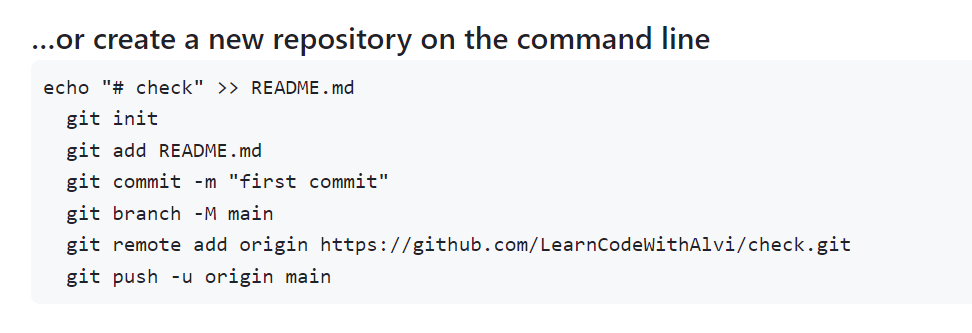 ...or create a new repository on the command line
echo "# check" >> README.md
git init
git add README.md
git commit -m "first commit"
git branch -M main
git remote add origin https://github.com/LearnCodeWithAlvi/check.git
git push -u origin main